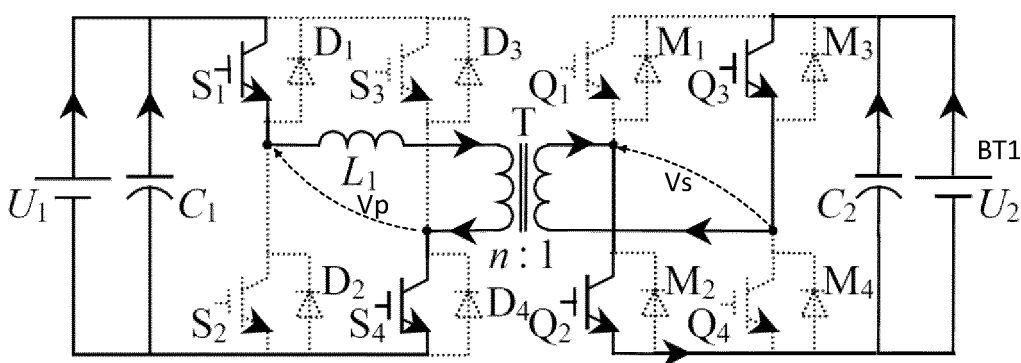 D1 D3 M1 M3
S1 S3 Q1 Q3
T
BT1
L1 Vp Vs
U1 C1 C2 U2
n : 1
D2 D4 M2 M4
S2 S4 Q2 Q4